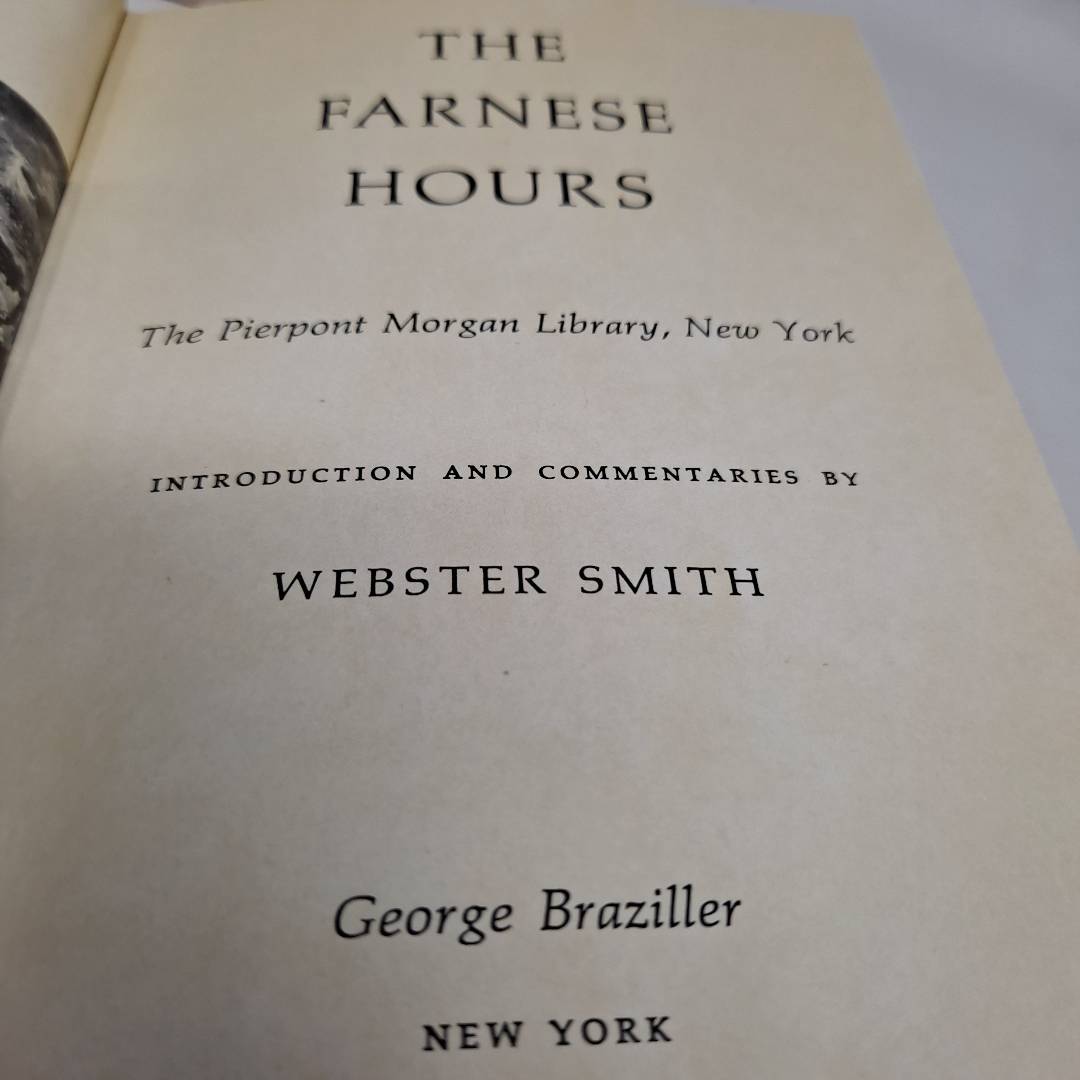 THE
FARNESE
HOURS
The Pierpont Morgan Library, New York
INTRODUCTION AND COMMENTARIES BY
WEBSTER SMITH
George Braziller
NEW YORK